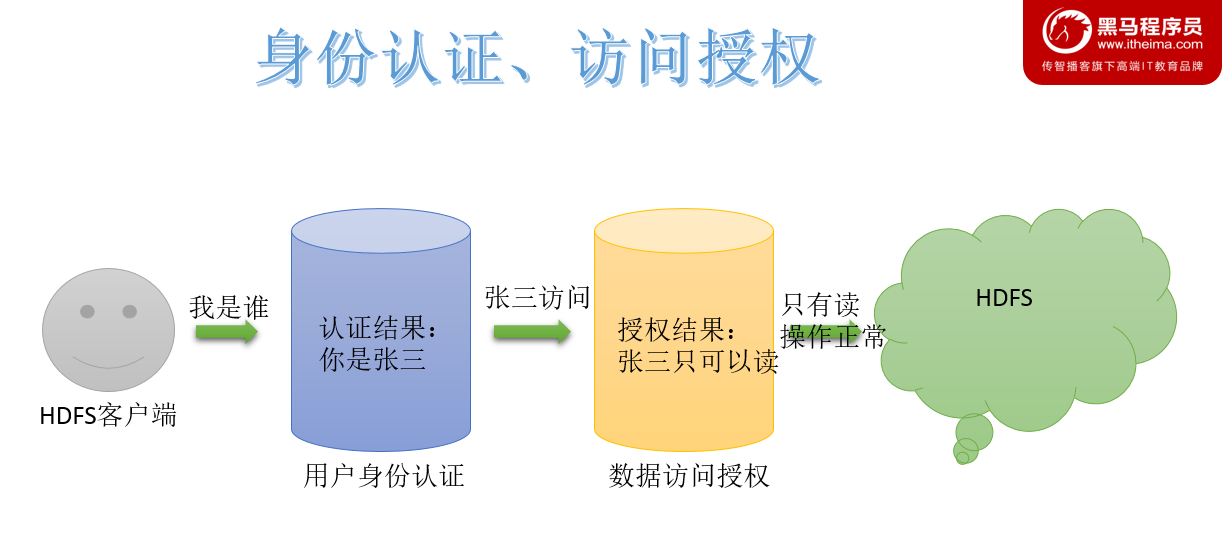 身份认证、访问授权
黑马程序员
www.itheima.com
传智播客旗下高端IT教育品牌
我是谁
HDFS客户端
认证结果：
你是张三
用户身份认证
张三访问
授权结果：
张三只可以读
数据访问授权
只有读
操作正常
HDFS